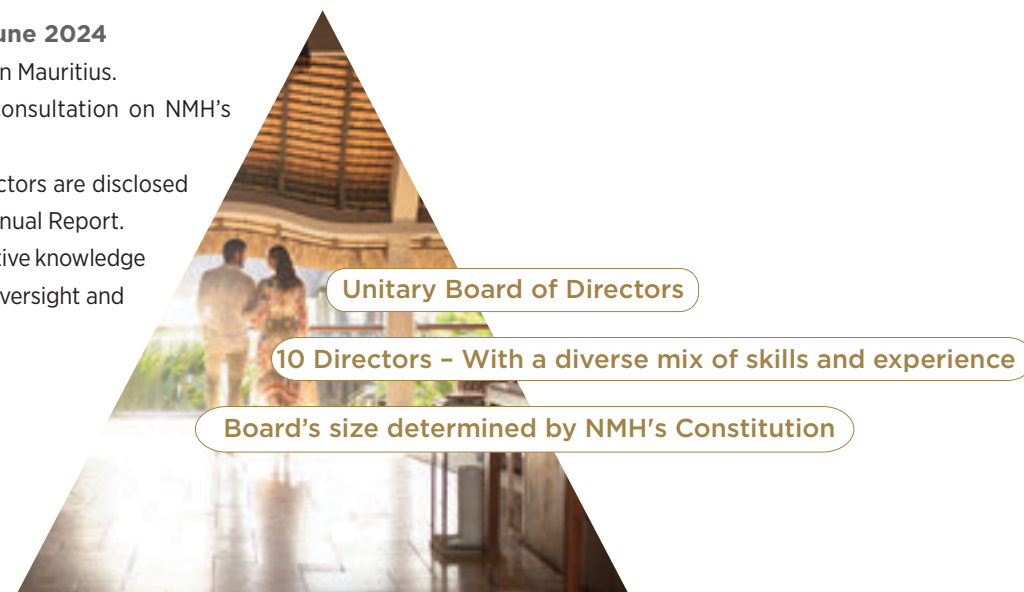 une 2024
n Mauritius.
onsultation on NMH’s
ctors are disclosed
nual Report.
tive knowledge
versight and
Unitary Board of Directors
10 Directors – With a diverse mix of skills and experience
Board’s size determined by NMH's Constitution